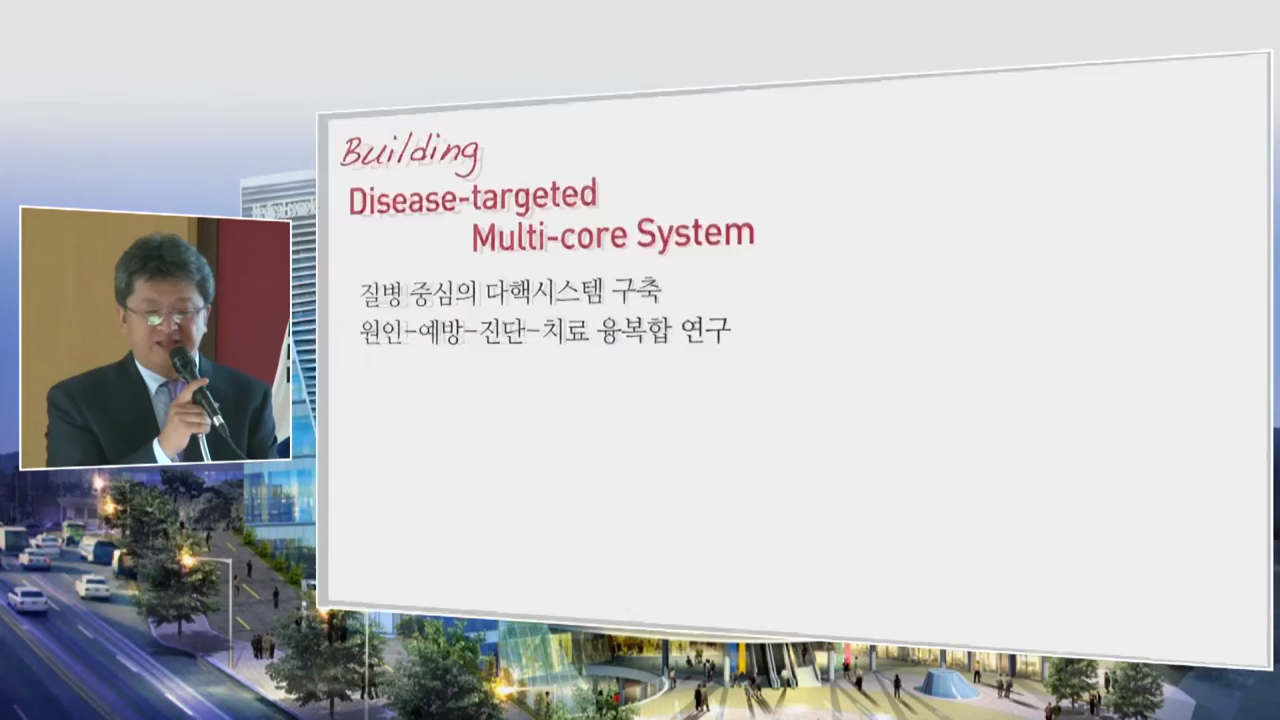 Building
Disease-targeted
Multi-core System
질병 중심의 다핵시스템 구축
원인-예방-진단-치료 융복합 연구